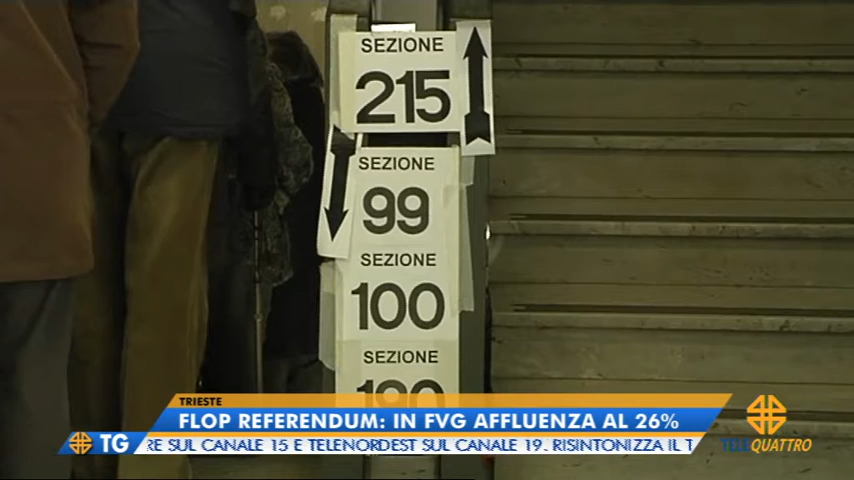 SEZIONE
215
SEZIONE
99
SEZIONE
100
SEZIONE
TRIESTE
FLOP REFERENDUM: IN FVG AFFLUENZA AL 26%
TG
RE SUL CANALE 15 E TELENORDEST SUL CANALE 19. RISINTONIZZA IL T
TELEQUATTRO